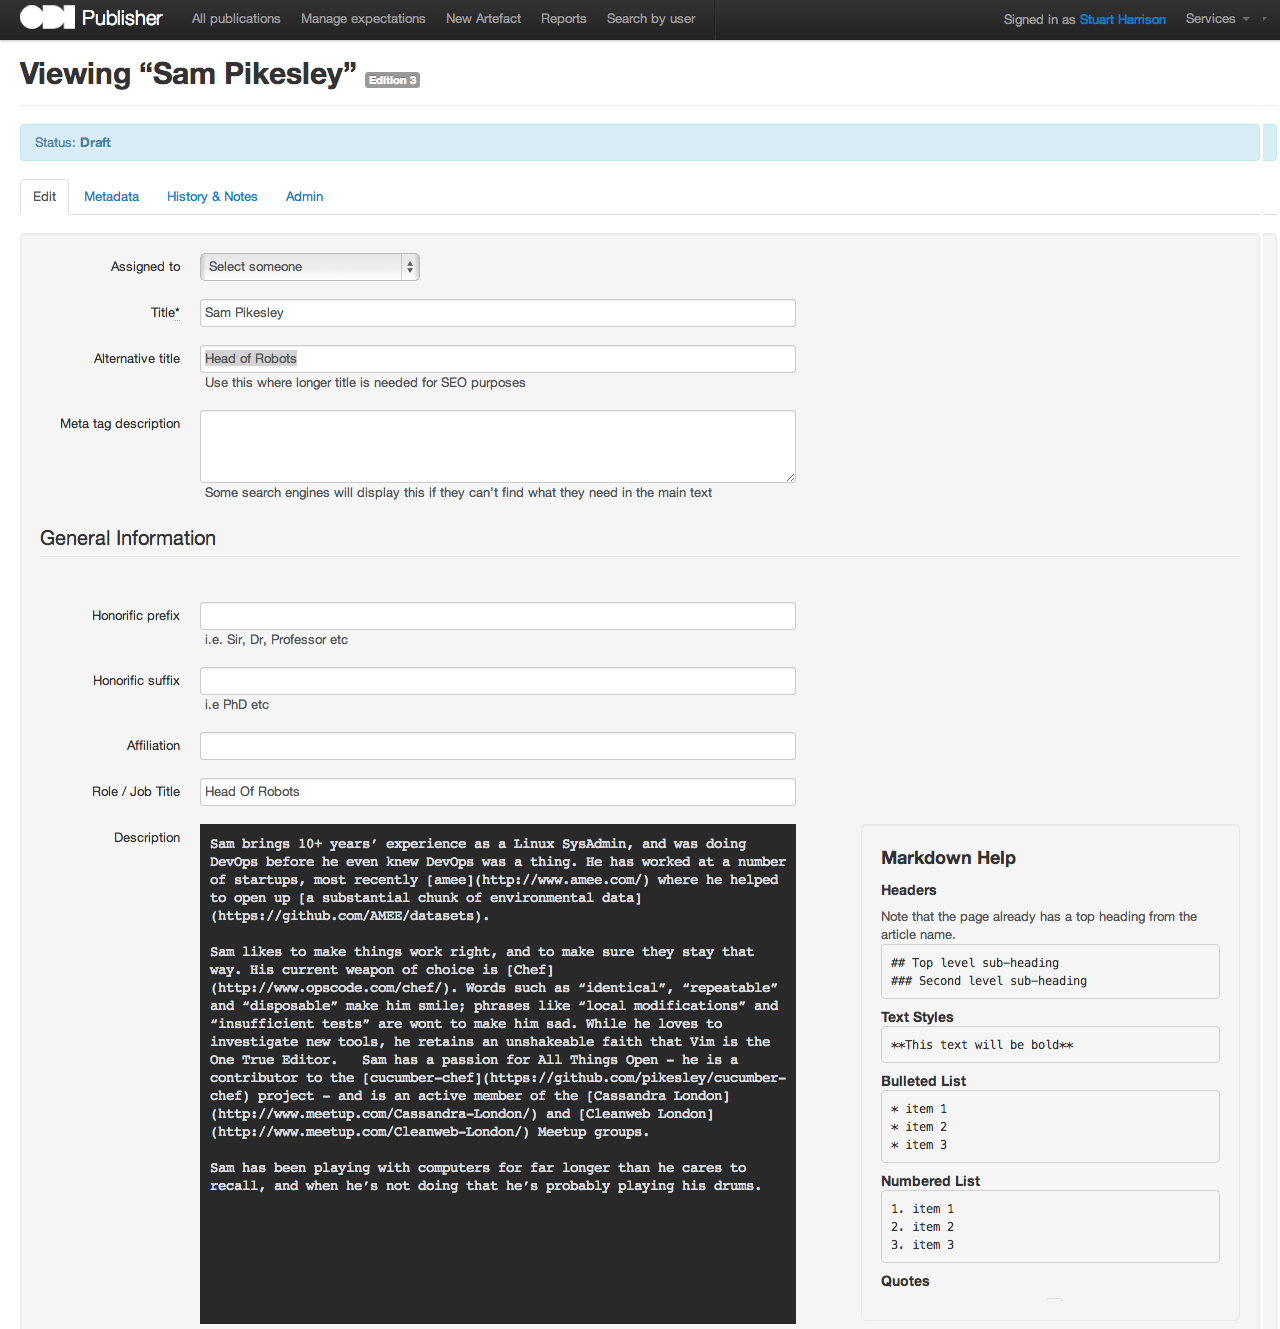 ODI Publisher All publications Manage expectations New Artefact Reports Search by user Signed in as Stuart Harrison Services
Viewing “Sam Pikesley” Edition 3
Status: Draft
Edit Metadata History & Notes Admin
Assigned to Select someone
Title* Sam Pikesley
Alternative title Head of Robots
Use this where longer title is needed for SEO purposes
Meta tag description
Some search engines will display this if they can’t find what they need in the main text
General Information
Honorific prefix
i.e. Sir, Dr, Professor etc
Honorific suffix
i.e PhD etc
Affiliation
Role / Job Title Head Of Robots
Description
Sam brings 10+ years’ experience as a Linux SysAdmin, and was doing
DevOps before he even knew DevOps was a thing. He has worked at a number
of startups, most recently [amee](http://www.amee.com/) where he helped
to open up [a substantial chunk of environmental data]
(https://github.com/AMEE/datasets).
Sam likes to make things work right, and to make sure they stay that
way. His current weapon of choice is [Chef]
(http://www.opscode.com/chef/). Words such as “identical”, “repeatable”
and “disposable” make him smile; phrases like “local modifications” and
“insufficient tests” are wont to make him sad. While he loves to
investigate new tools, he retains an unshakeable faith that Vim is the
One True Editor.   Sam has a passion for All Things Open – he is a
contributor to the [cucumber-chef](https://github.com/pikesley/cucumber-
chef) project – and is an active member of the [Cassandra London]
(http://www.meetup.com/Cassandra-London/) and [Cleanweb London]
(http://www.meetup.com/Cleanweb-London/) Meetup groups.
Sam has been playing with computers for far longer than he cares to
recall, and when he’s not doing that he’s probably playing his drums.
Markdown Help
Headers
Note that the page already has a top heading from the
article name.
## Top level sub-heading
### Second level sub-heading
Text Styles
**This text will be bold**
Bulleted List
* item 1
* item 2
* item 3
Numbered List
1. item 1
2. item 2
3. item 3
Quotes